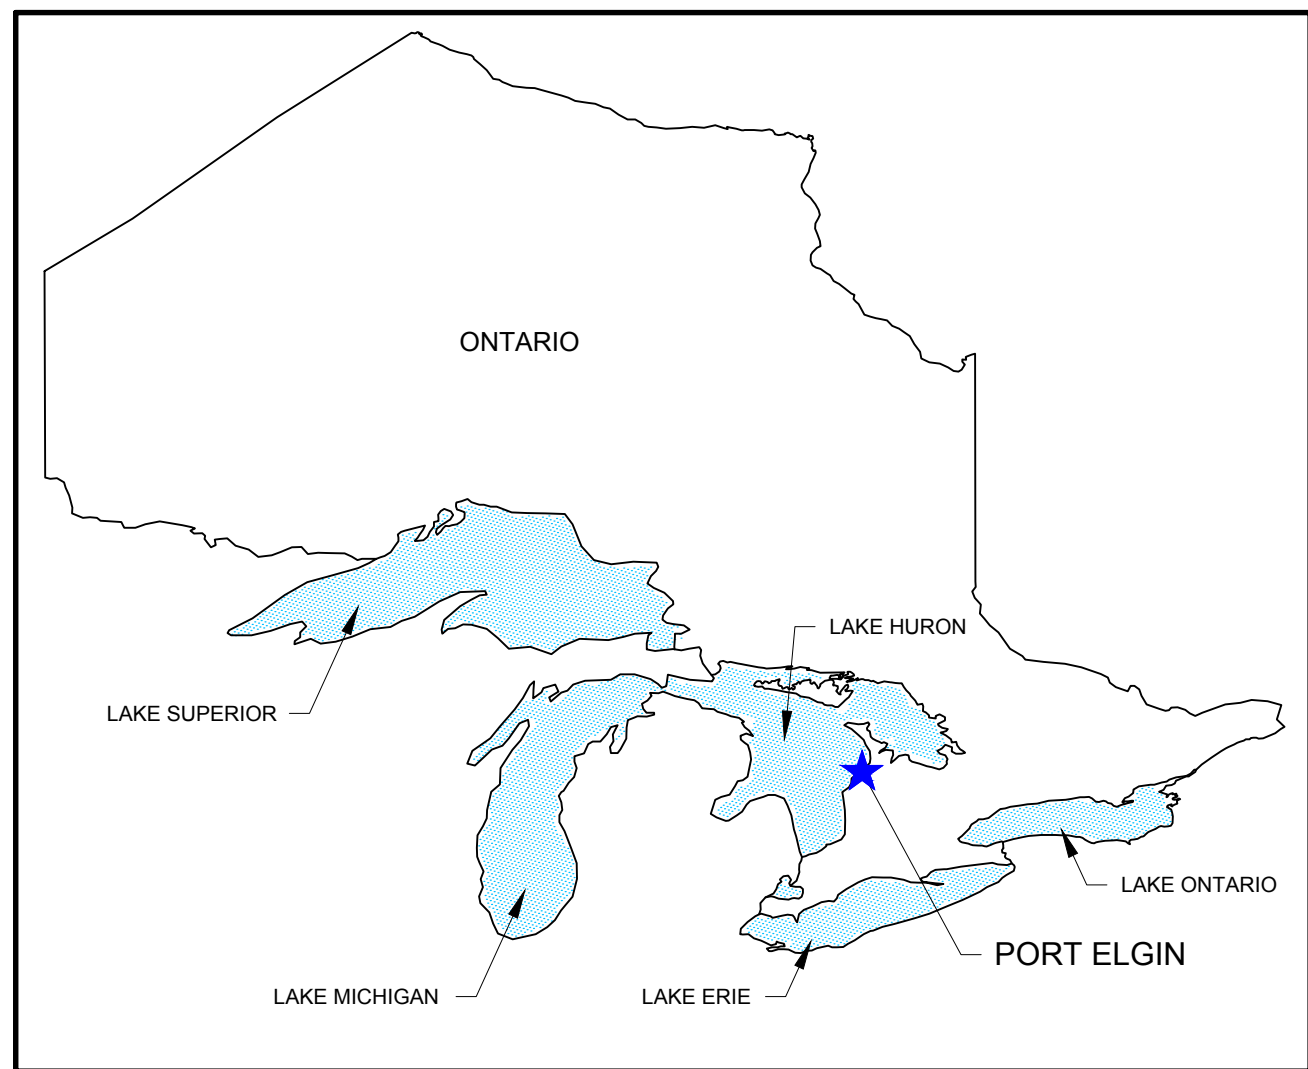 ONTARIO
LAKE HURON
LAKE SUPERIOR
LAKE ONTARIO
PORT ELGIN
LAKE MICHIGAN
LAKE ERIE